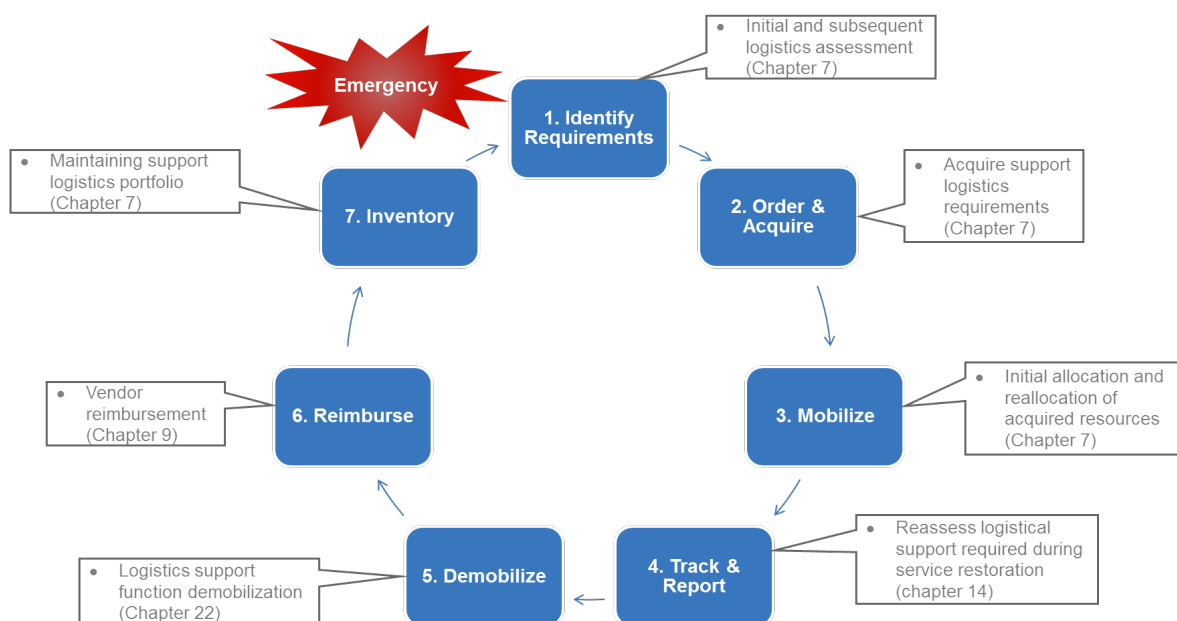 Emergency
1. Identify
Requirements
• Initial and subsequent
logistics assessment
(Chapter 7)
2. Order &
Acquire
• Acquire support
logistics
requirements
(Chapter 7)
3. Mobilize
• Initial allocation and
reallocation of
acquired resources
(Chapter 7)
4. Track &
Report
• Reassess logistical
support required during
service restoration
(chapter 14)
5. Demobilize
• Logistics support
function demobilization
(Chapter 22)
6. Reimburse
• Vendor
reimbursement
(Chapter 9)
7. Inventory
• Maintaining support
logistics portfolio
(Chapter 7)